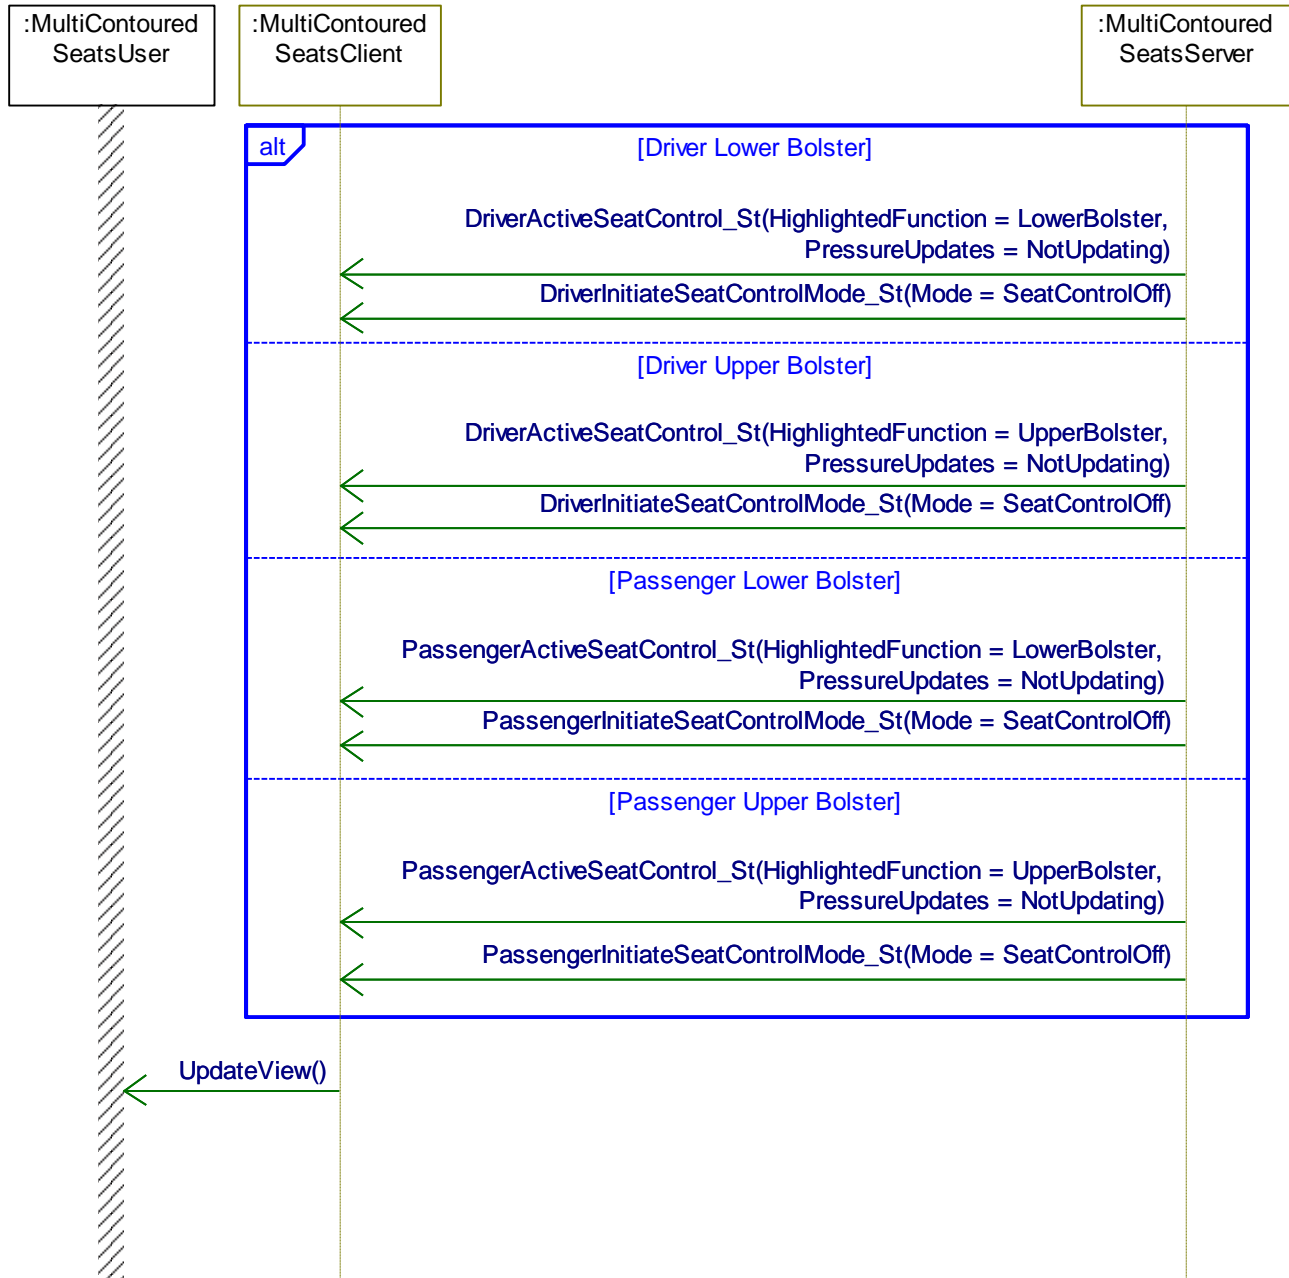 :MultiContoured
SeatsUser
:MultiContoured
SeatsClient
:MultiContoured
SeatsServer
alt
[Driver Lower Bolster]
DriverActiveSeatControl_St(HighlightedFunction = LowerBolster,
PressureUpdates = NotUpdating)
DriverInitiateSeatControlMode_St(Mode = SeatControlOff)
[Driver Upper Bolster]
DriverActiveSeatControl_St(HighlightedFunction = UpperBolster,
PressureUpdates = NotUpdating)
DriverInitiateSeatControlMode_St(Mode = SeatControlOff)
[Passenger Lower Bolster]
PassengerActiveSeatControl_St(HighlightedFunction = LowerBolster,
PressureUpdates = NotUpdating)
PassengerInitiateSeatControlMode_St(Mode = SeatControlOff)
[Passenger Upper Bolster]
PassengerActiveSeatControl_St(HighlightedFunction = UpperBolster,
PressureUpdates = NotUpdating)
PassengerInitiateSeatControlMode_St(Mode = SeatControlOff)
UpdateView()